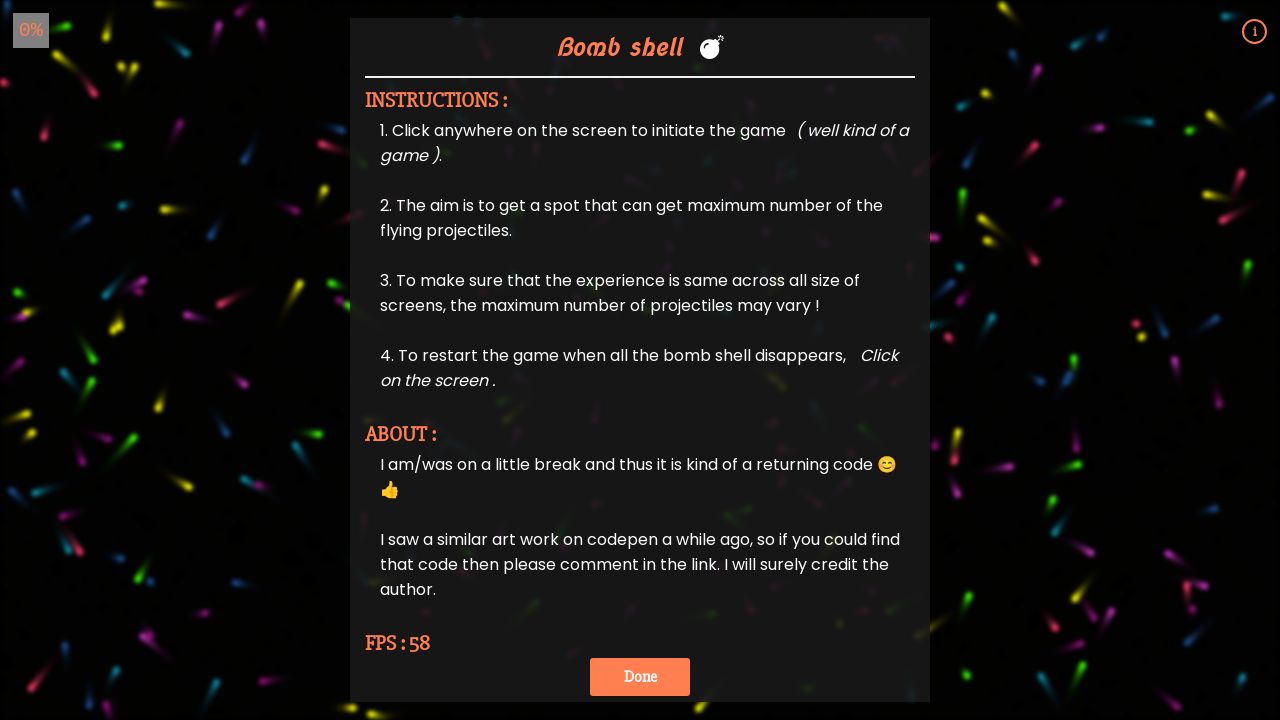 0%
i
Bomb shell 💣
INSTRUCTIONS :
1. Click anywhere on the screen to initiate the game ( well kind of a
game ).
2. The aim is to get a spot that can get maximum number of the
flying projectiles.
3. To make sure that the experience is same across all size of
screens, the maximum number of projectiles may vary !
4. To restart the game when all the bomb shell disappears, Click
on the screen .
ABOUT :
I am/was on a little break and thus it is kind of a returning code 😊
👍
I saw a similar art work on codepen a while ago, so if you could find
that code then please comment in the link. I will surely credit the
author.
FPS : 58
Done